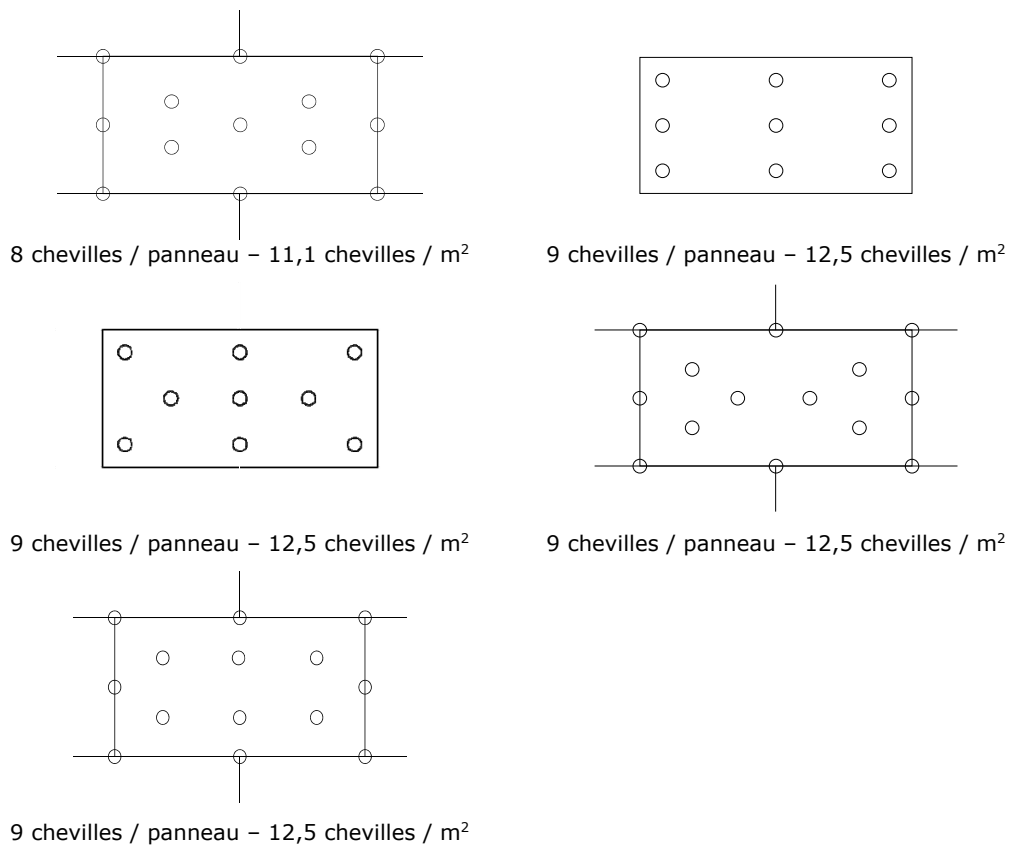 8 chevilles / panneau – 11,1 chevilles / m²
9 chevilles / panneau – 12,5 chevilles / m²
9 chevilles / panneau – 12,5 chevilles / m²
9 chevilles / panneau – 12,5 chevilles / m²
9 chevilles / panneau – 12,5 chevilles / m²